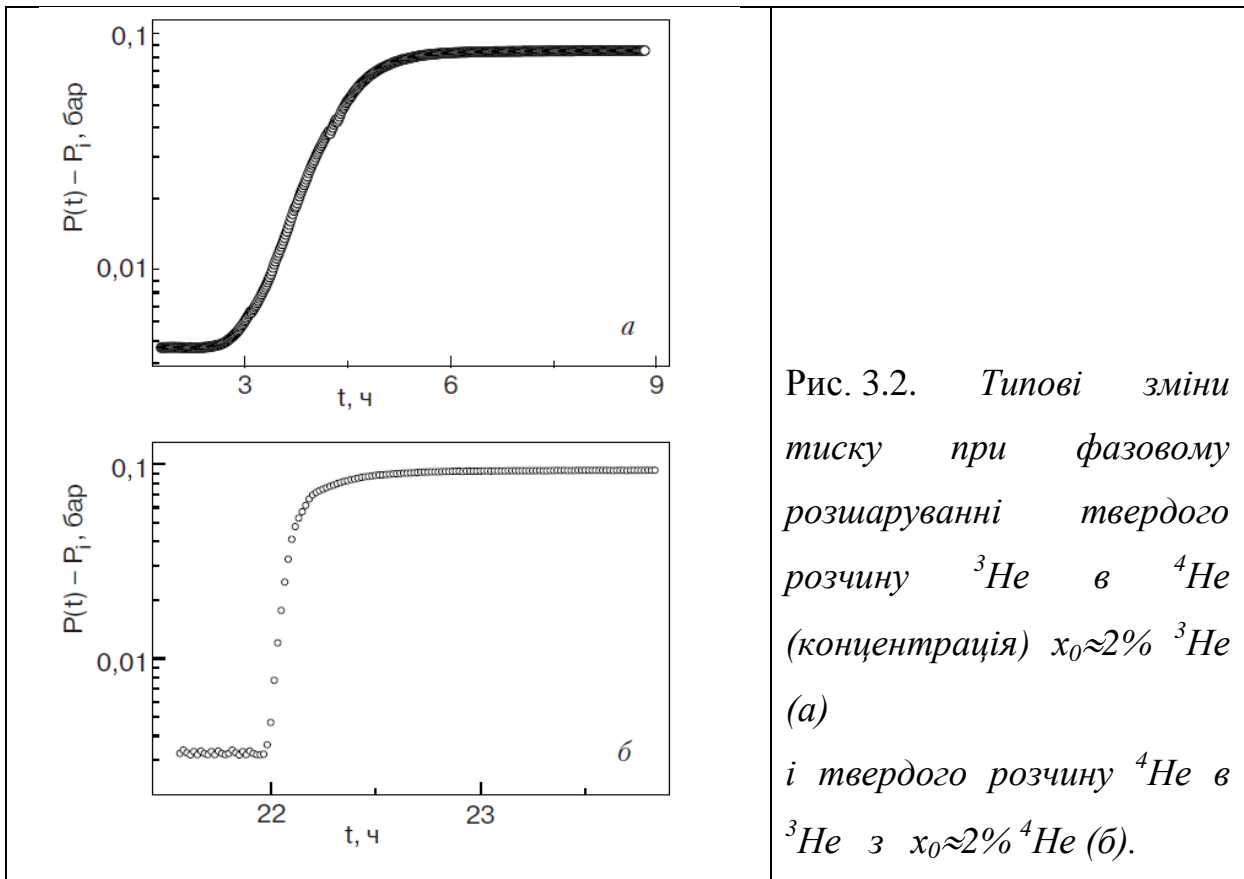 0,1
P(t) – Pᵢ, бар
0,01
а
3 6 9
t, ч
0,1
P(t) – Pᵢ, бар
0,01
б
22 23
t, ч
Рис. 3.2. Типові зміни
тиску при фазовому
розшаруванні твердого
розчину ³He в ⁴He
(концентрація) x₀≈2% ³He
(а)
і твердого розчину ⁴He в
³He з x₀≈2% ⁴He (б).